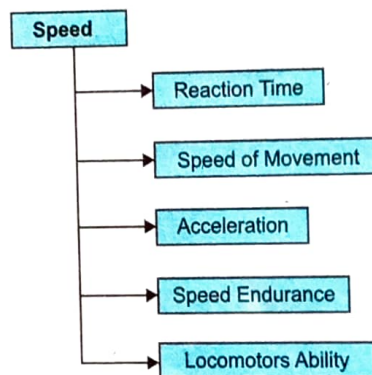 Speed
Reaction Time
Speed of Movement
Acceleration
Speed Endurance
Locomotors Ability